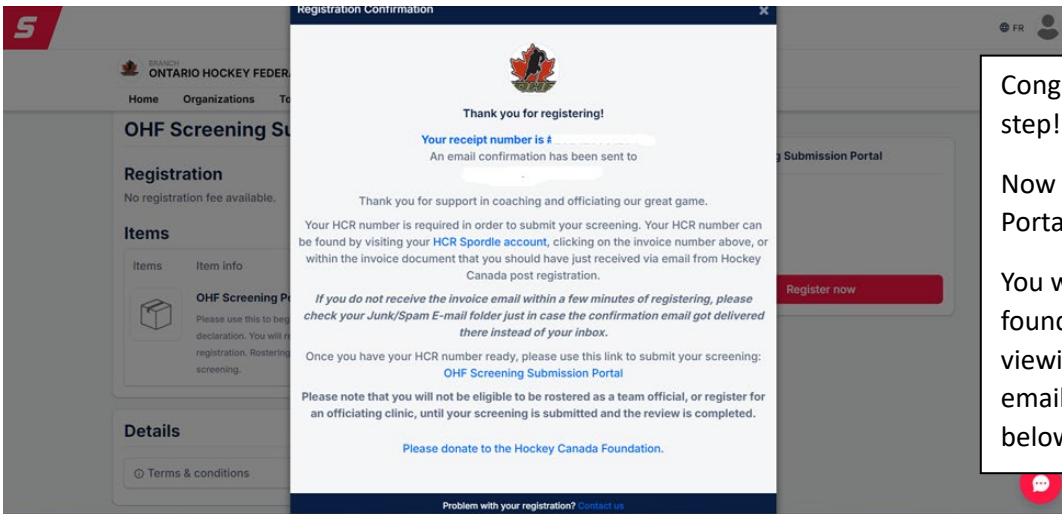 Registration Confirmation
×
S
FR
BRANCH
ONTARIO HOCKEY FEDER
Home Organizations
OHF Screening
Registration
No registration fee available.
Items
Items Item info
OHF Screening
Please use this to
declaration. You will
registration. Rostering
screening.
Details
Terms & conditions
OHF
Thank you for registering!
Your receipt number is #
An email confirmation has been sent to
Thank you for support in coaching and officiating our great game.
Your HCR number is required in order to submit your screening. Your HCR number can
be found by visiting your HCR Spordle account, clicking on the invoice number above, or
within the invoice document that you should have just received via email from Hockey
Canada post registration.
If you do not receive the invoice email within a few minutes of registering, please
check your Junk/Spam E-mail folder just in case the confirmation email got delivered
there instead of your inbox.
Once you have your HCR number ready, please use this link to submit your screening:
OHF Screening Submission Portal
Please note that you will not be eligible to be rostered as a team official, or register for
an officiating clinic, until your screening is submitted and the review is completed.
Please donate to the Hockey Canada Foundation.
Problem with your registration? Contact us
Submission Portal
Register now
Cong
step!
Now
Porta
You w
found
viewi
email
below